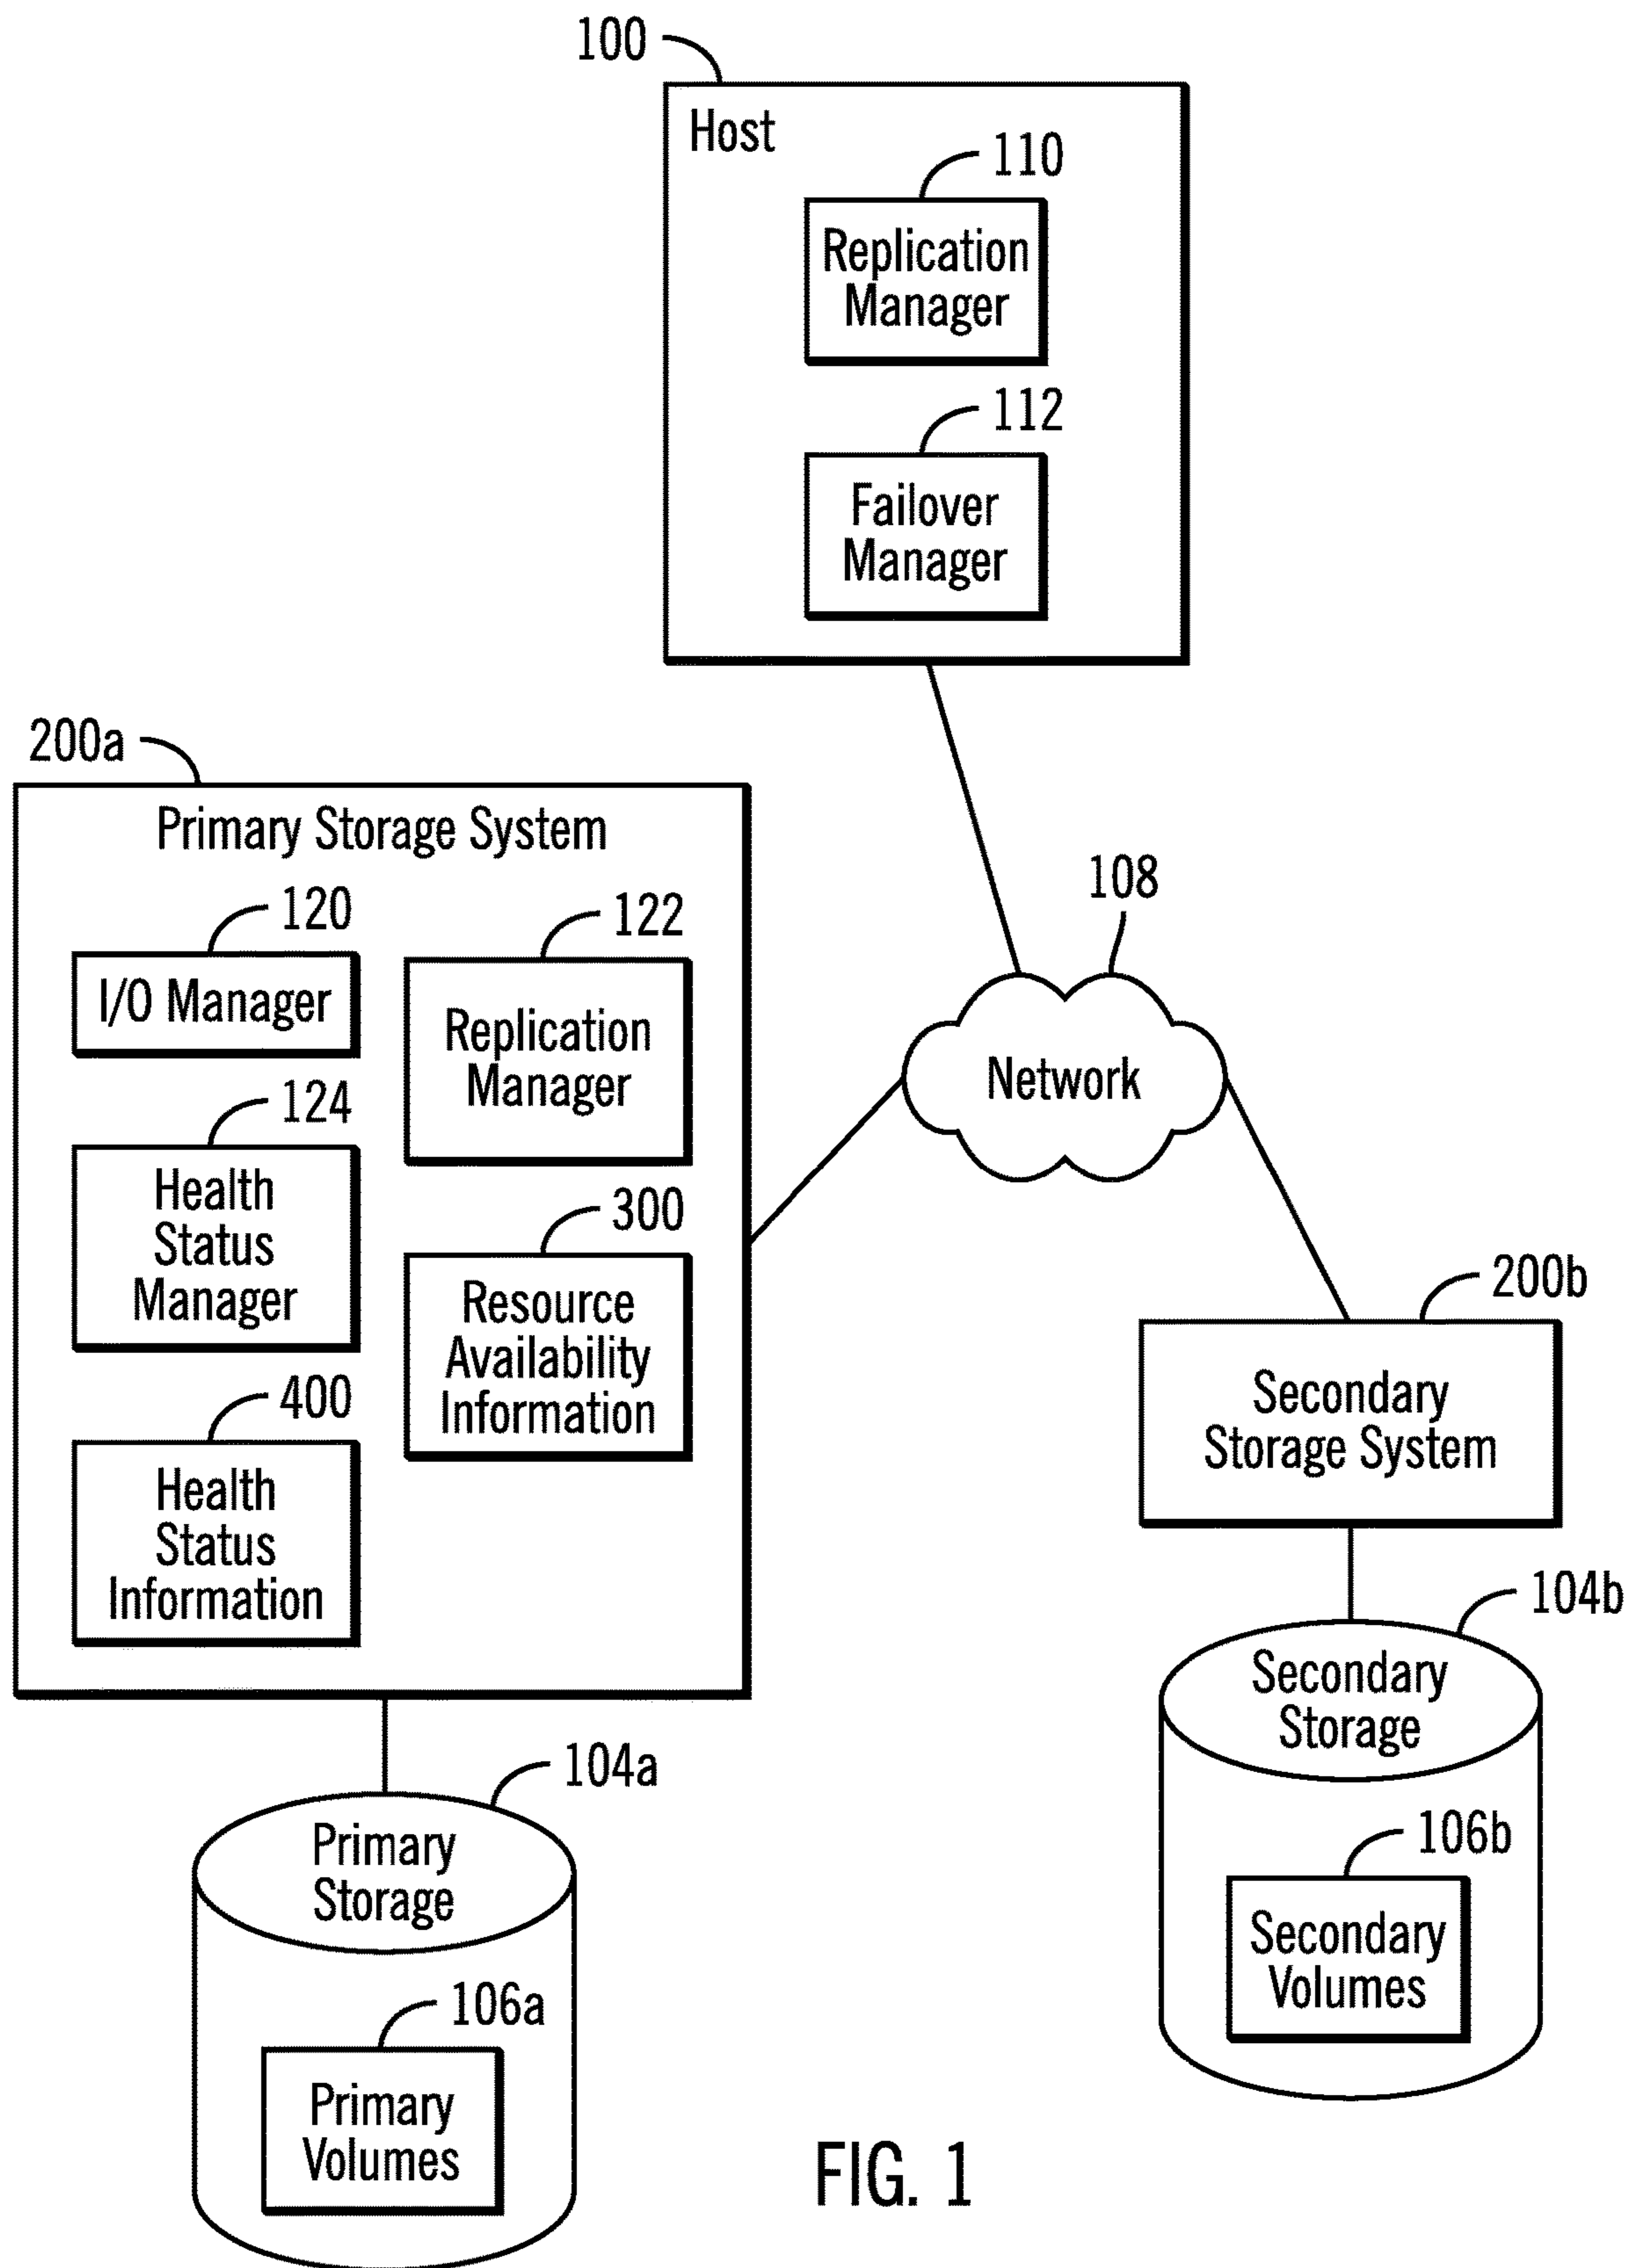 100
Host
110
Replication
Manager
112
Failover
Manager
200a
Primary Storage System
120
I/O Manager
122
Replication
Manager
124
Health
Status
Manager
300
Resource
Availability
Information
400
Health
Status
Information
108
Network
200b
Secondary
Storage System
104b
Secondary
Storage
106b
Secondary
Volumes
104a
Primary
Storage
106a
Primary
Volumes
FIG. 1